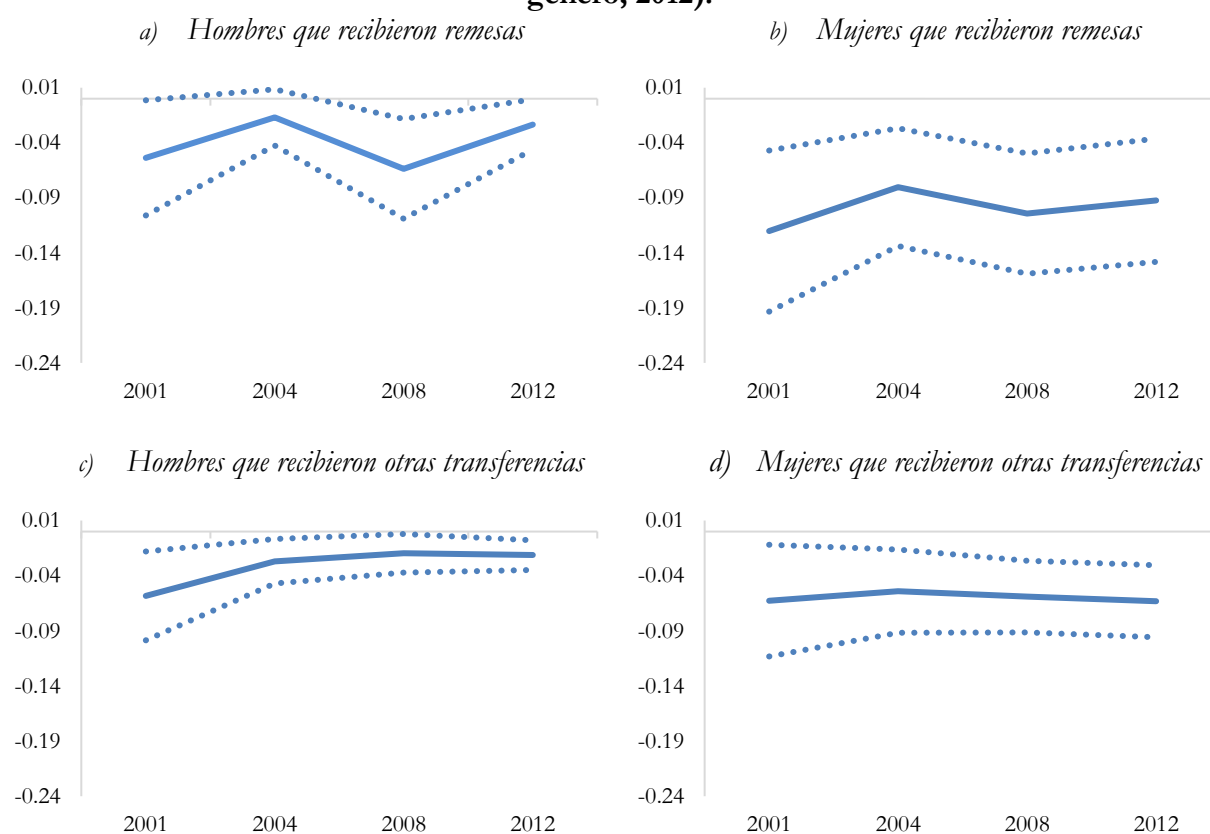 género, 2012).
a) Hombres que recibieron remesas
b) Mujeres que recibieron remesas
0.01
-0.04
-0.09
-0.14
-0.19
-0.24
2001 2004 2008 2012
0.01
-0.04
-0.09
-0.14
-0.19
-0.24
2001 2004 2008 2012
c) Hombres que recibieron otras transferencias
d) Mujeres que recibieron otras transferencias
0.01
-0.04
-0.09
-0.14
-0.19
-0.24
2001 2004 2008 2012
0.01
-0.04
-0.09
-0.14
-0.19
-0.24
2001 2004 2008 2012